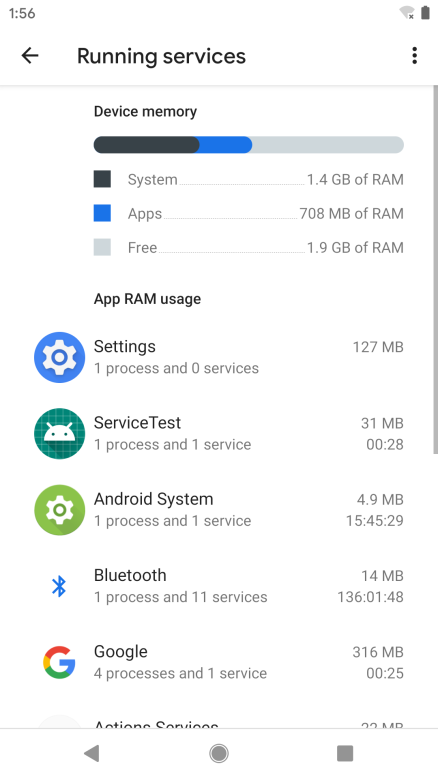 1:56
Running services
Device memory
System 1.4 GB of RAM
Apps 708 MB of RAM
Free 1.9 GB of RAM
App RAM usage
Settings 127 MB
1 process and 0 services
ServiceTest 31 MB
1 process and 1 service 00:28
Android System 4.9 MB
1 process and 1 service 15:45:29
Bluetooth 14 MB
1 process and 11 services 136:01:48
Google 316 MB
4 processes and 1 service 00:25
Actions Services